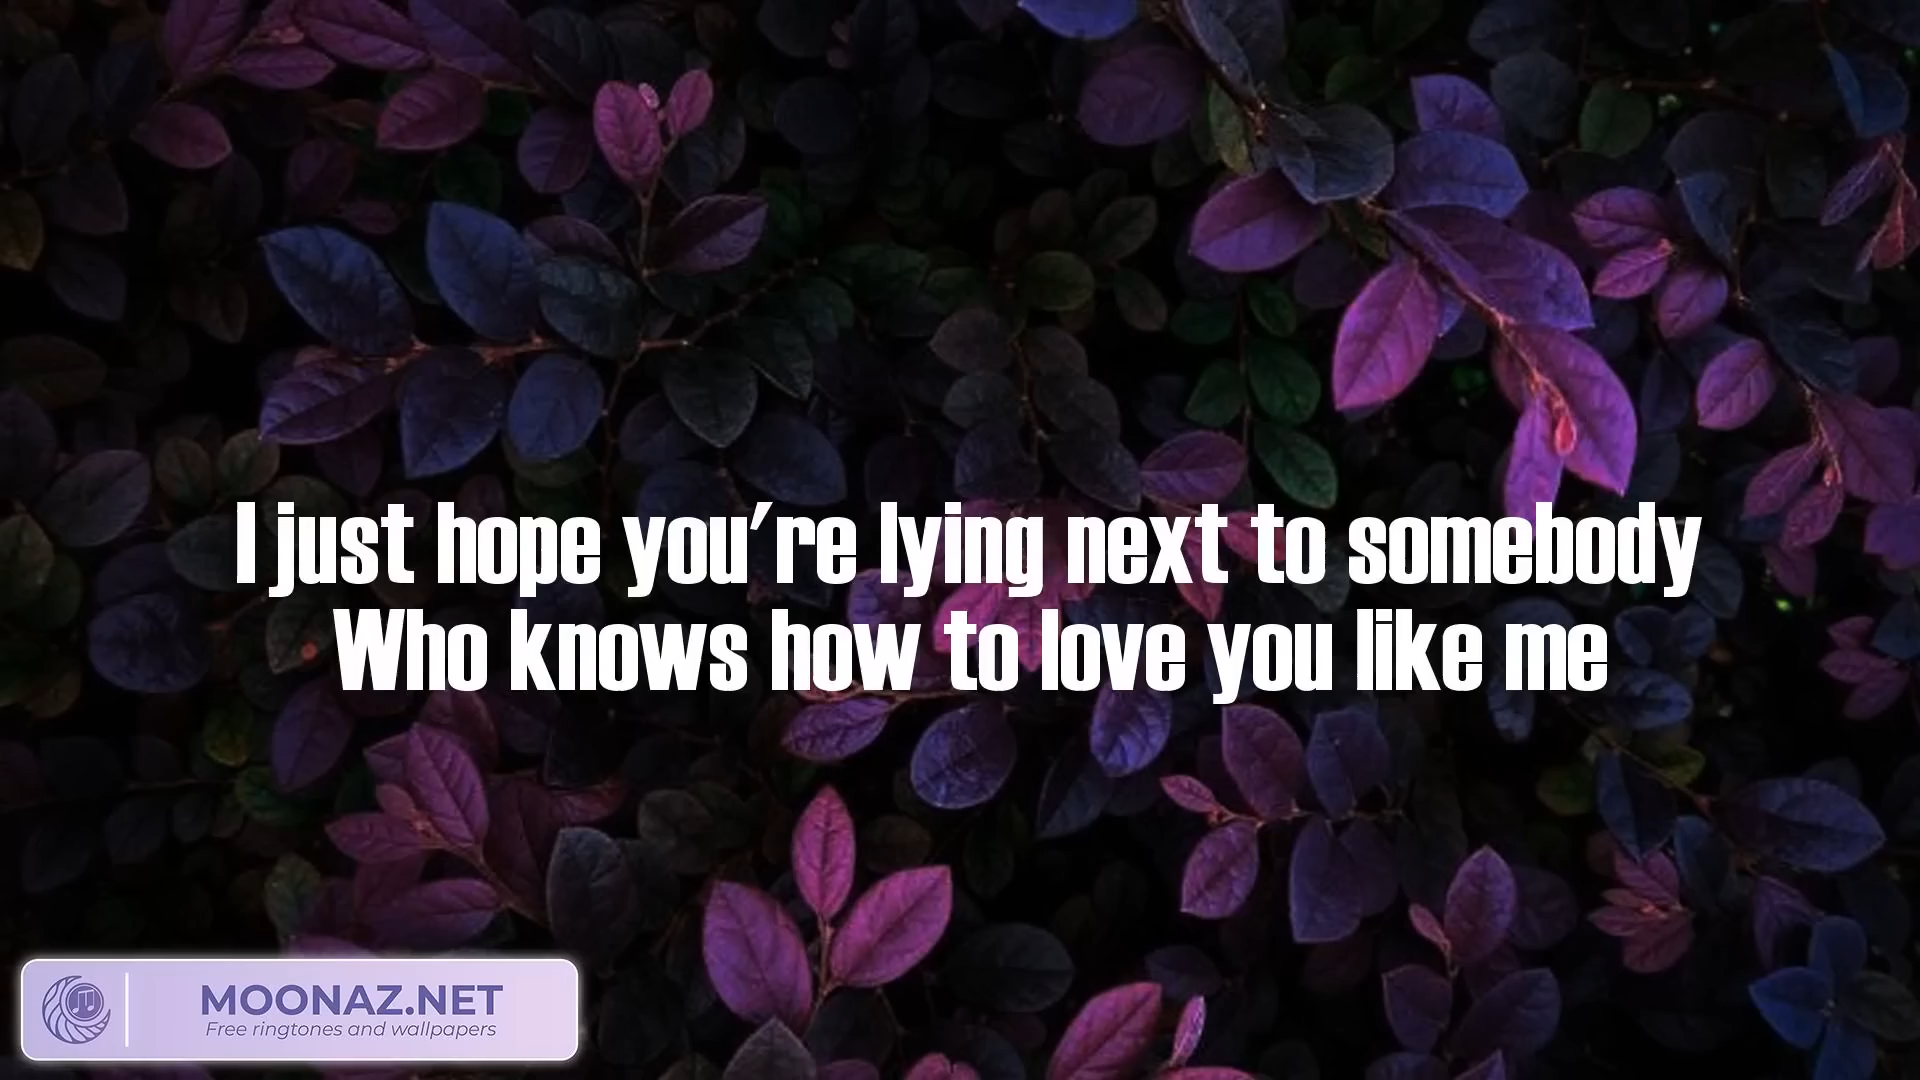 I just hope you're lying next to somebody
Who knows how to love you like me
MOONAZ.NET
Free ringtones and wallpapers